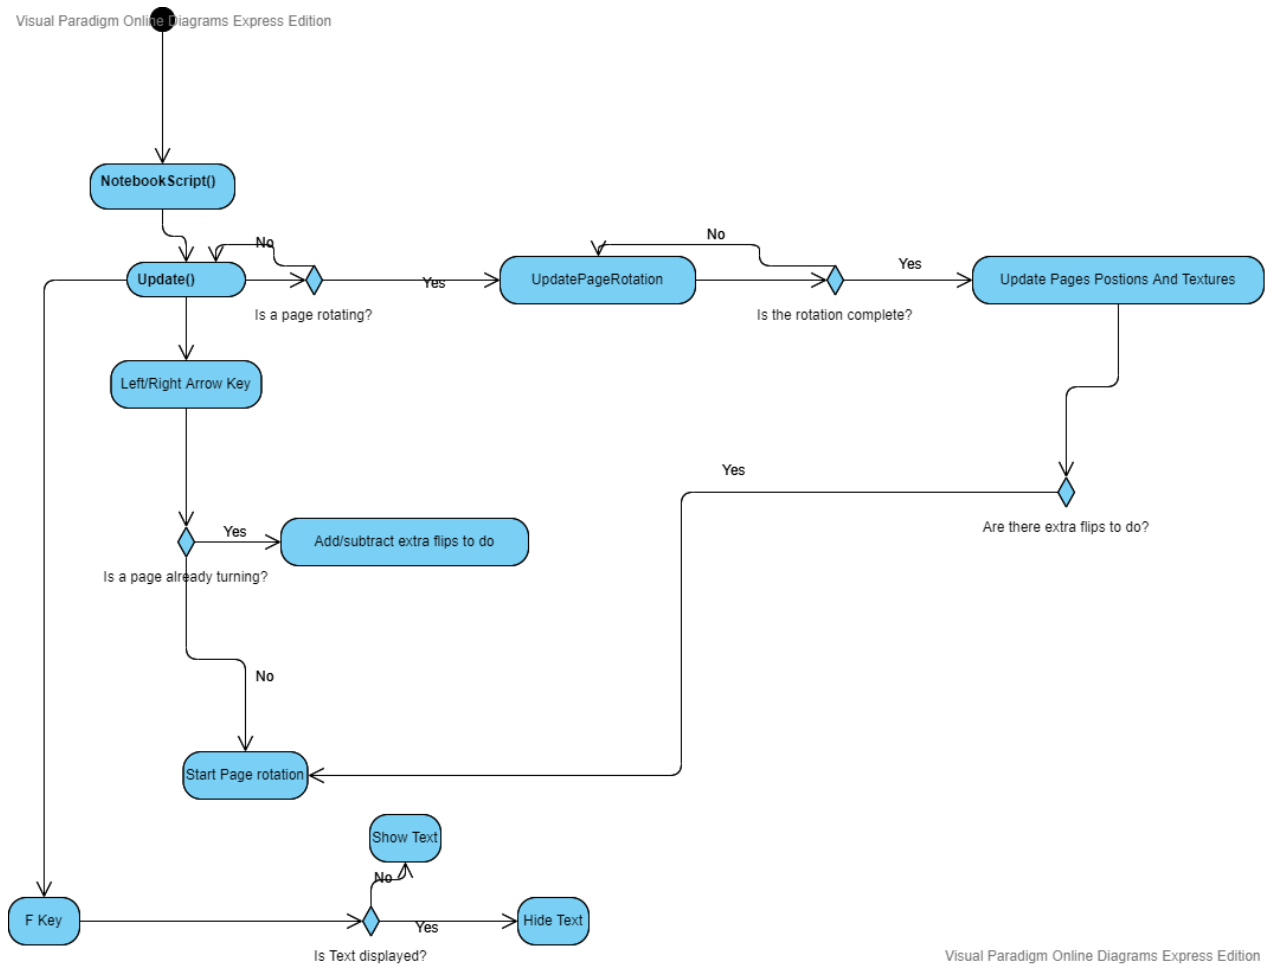 Visual Paradigm Online Diagrams Express Edition
NotebookScript()
No
No
Update()
Yes
UpdatePageRotation
Yes
Update Pages Postions And Textures
Is a page rotating?
Is the rotation complete?
Left/Right Arrow Key
Yes
Yes
Add/subtract extra flips to do
Are there extra flips to do?
Is a page already turning?
No
Start Page rotation
Show Text
No
F Key
Yes
Hide Text
Is Text displayed?
Visual Paradigm Online Diagrams Express Edition